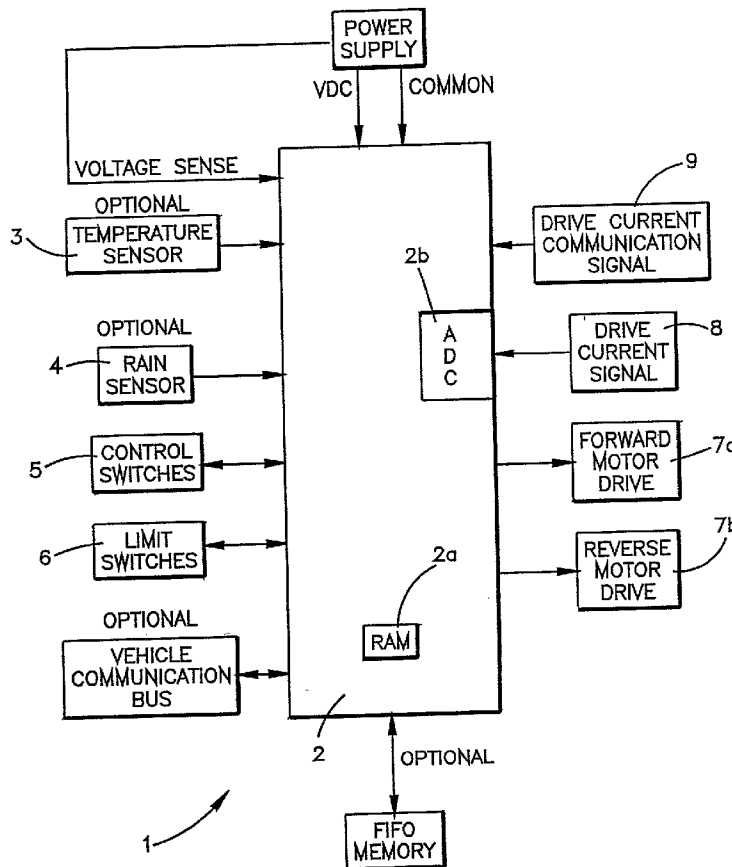 POWER
SUPPLY
VDC
COMMON
VOLTAGE SENSE
OPTIONAL
3
TEMPERATURE
SENSOR
9
DRIVE CURRENT
COMMUNICATION
SIGNAL
2b
A
D
C
8
DRIVE
CURRENT
SIGNAL
OPTIONAL
4
RAIN
SENSOR
5
CONTROL
SWITCHES
FORWARD
MOTOR
DRIVE
7a
6
LIMIT
SWITCHES
7b
REVERSE
MOTOR
DRIVE
2a
RAM
OPTIONAL
VEHICLE
COMMUNICATION
BUS
2
OPTIONAL
1
FIFO
MEMORY